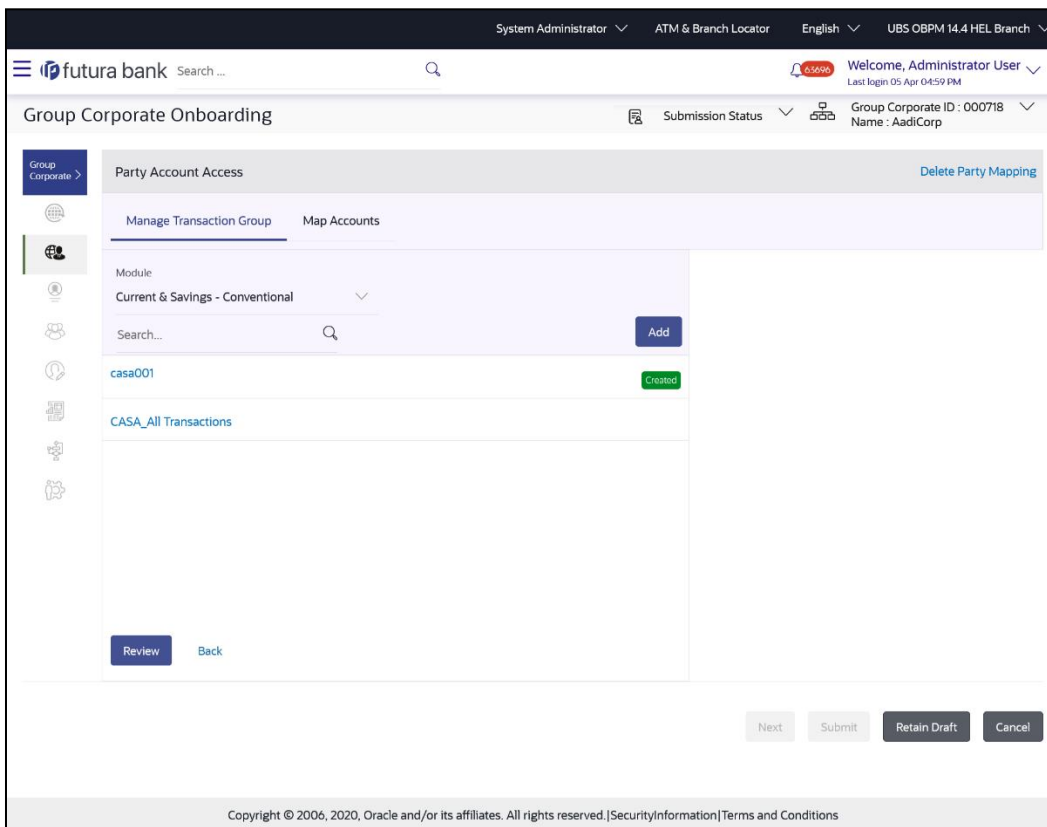 System Administrator ATM & Branch Locator English UBS OBPM 14.4 HEL Branch
futura bank Search ... 63696 Welcome, Administrator User
Last login 05 Apr 04:59 PM
Group Corporate Onboarding Submission Status Group Corporate ID : 000718
Name : AadiCorp
Group
Corporate >
Party Account Access Delete Party Mapping
Manage Transaction Group Map Accounts
Module
Current & Savings - Conventional
Search... Add
casa001 Created
CASA_All Transactions
Review Back
Next Submit Retain Draft Cancel
Copyright © 2006, 2020, Oracle and/or its affiliates. All rights reserved.|SecurityInformation|Terms and Conditions